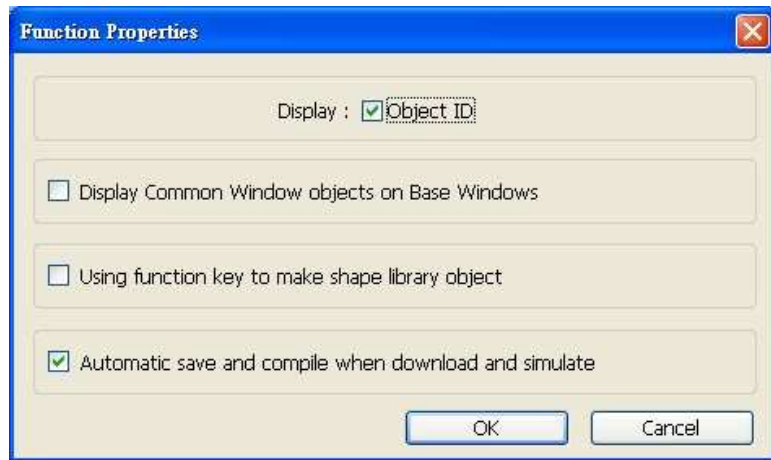 Function Properties
Display : Object ID
Display Common Window objects on Base Windows
Using function key to make shape library object
Automatic save and compile when download and simulate
OK Cancel